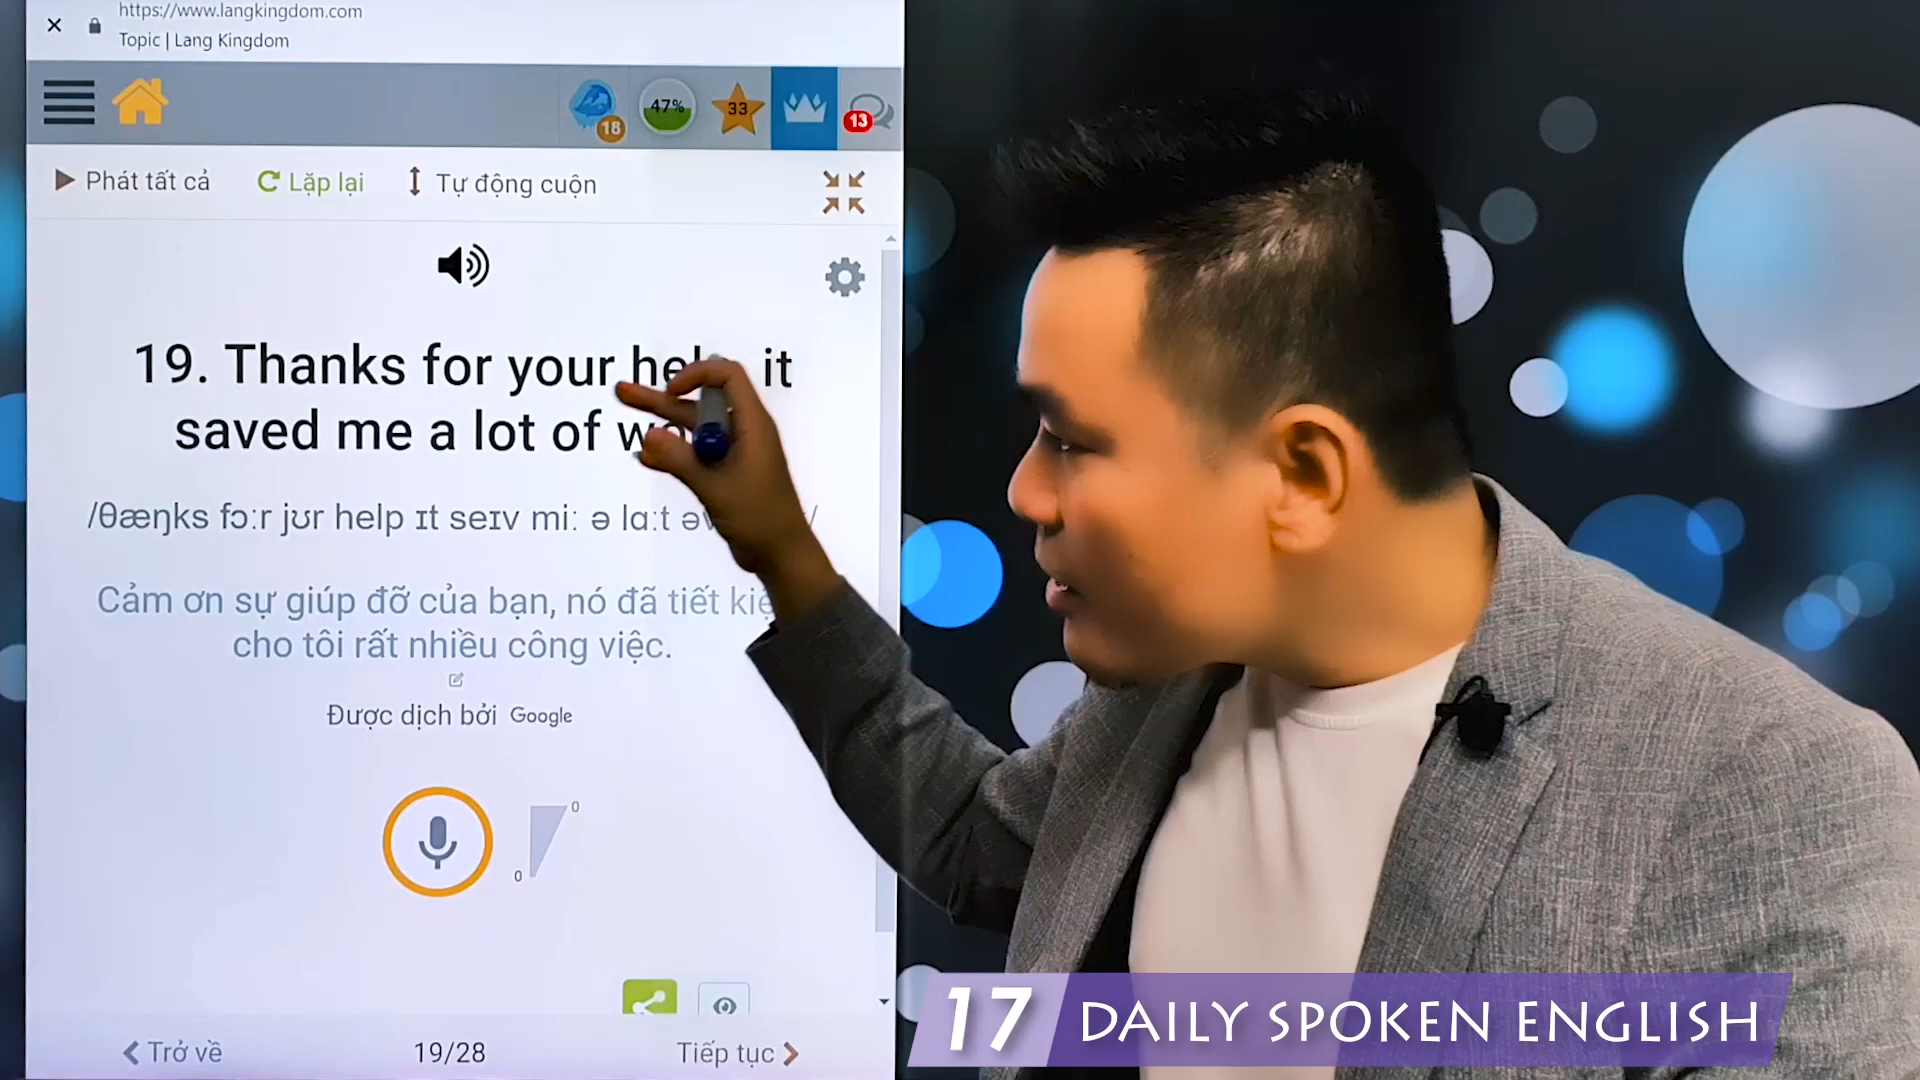 https://www.langkingdom.com
Topic | Lang Kingdom
18
47%
33
13
Phát tất cả
Lặp lại
Tự động cuộn
19. Thanks for your it
saved me a lot of
/θæŋks fɔːr jʊr help ɪt seɪv miː ə lɑːt
Cảm ơn sự giúp đỡ của bạn, nó đã tiết
cho tôi rất nhiều công việc.
Được dịch bởi Google
0
0
Trở về
19/28
Tiếp tục
17 DAILY SPOKEN ENGLISH